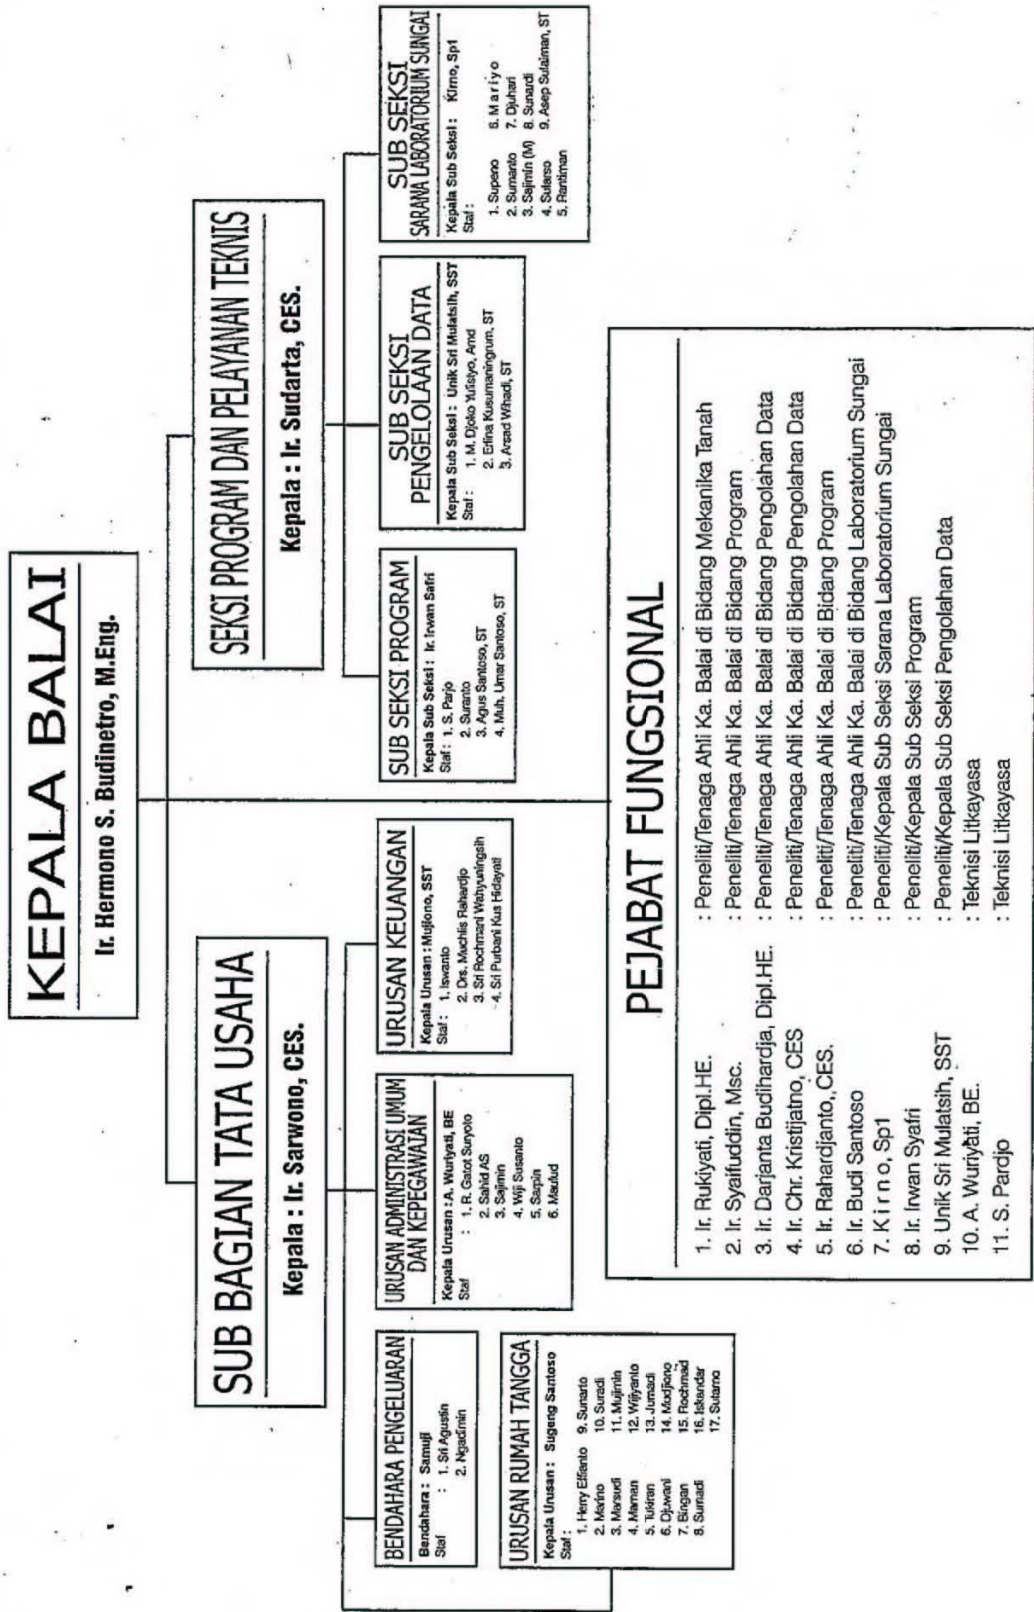 KEPALA BALAI
Ir. Hermono S. Budinetro, M.Eng.
SUB BAGIAN TATA USAHA
Kepala : Ir. Sarwono, CES.
SEKSI PROGRAM DAN PELAYANAN TEKNIS
Kepala : Ir. Sudarta, CES.
BENDAHARA PENGELUARAN
Bendahara : Samuji
Staf : 1. Sri Agustin
2. Ngadimin
URUSAN ADMINISTRASI UMUM
DAN KEPEGAWAIAN
Kepala Urusan : A. Wuriyati, BE
Staf : 1. R. Gatot Suryoto
2. Sahid AS
3. Sajimin
4. Wiji Susanto
5. Sarpin
6. Maulud
URUSAN KEUANGAN
Kepala Urusan : Mujiono, SST
Staf : 1. Iswanto
2. Drs. Muchlis Rahardjo
3. Sri Rochmani Wahyuningsih
4. Sri Purbani Kus Hidayati
SUB SEKSI PROGRAM
Kepala Sub Seksi : Ir. Irwan Safri
Staf : 1. S. Parjo
2. Suranto
3. Agus Santoso, ST
4. Muh. Umar Santoso, ST
SUB SEKSI
PENGELOLAAN DATA
Kepala Sub Seksi : Unik Sri Mulatsih, SST
Staf : 1. M. Djoko Yulistyo, Amd
2. Erfina Kusumaningrum, ST
3. Arsad Wihadi, ST
SUB SEKSI
SARANA LABORATORIUM SUNGAI
Kepala Sub Seksi : Kirno, Sp1
Staf :
1. Supeno 6. Mariyo
2. Sumanto 7. Djuhari
3. Sajimin (M) 8. Sunardi
4. Sutarso 9. Asep Sulaiman, ST
5. Rantiman
URUSAN RUMAH TANGGA
Kepala Urusan : Sugeng Santoso
Staf :
1. Herry Elfianto 9. Sunarto
2. Marino 10. Suradi
3. Marsudi 11. Mujimin
4. Maman 12. Wijiyanto
5. Tukiran 13. Jumadi
6. Djuwani 14. Modjiono
7. Bingan 15. Rochmad
8. Sumadi 16. Iskandar
17. Sutarno
PEJABAT FUNGSIONAL
1. Ir. Rukiyati, Dipl.HE. : Peneliti/Tenaga Ahli Ka. Balai di Bidang Mekanika Tanah
2. Ir. Syaifuddin, Msc. : Peneliti/Tenaga Ahli Ka. Balai di Bidang Program
3. Ir. Darjanta Budihardja, Dipl.HE. : Peneliti/Tenaga Ahli Ka. Balai di Bidang Pengolahan Data
4. Ir. Chr. Kristijatno, CES : Peneliti/Tenaga Ahli Ka. Balai di Bidang Pengolahan Data
5. Ir. Rahardjanto, CES. : Peneliti/Tenaga Ahli Ka. Balai di Bidang Program
6. Ir. Budi Santoso : Peneliti/Tenaga Ahli Ka. Balai di Bidang Laboratorium Sungai
7. K i r n o, Sp1 : Peneliti/Kepala Sub Seksi Sarana Laboratorium Sungai
8. Ir. Irwan Syafri : Peneliti/Kepala Sub Seksi Program
9. Unik Sri Mulatsih, SST : Peneliti/Kepala Sub Seksi Pengolahan Data
10. A. Wuriyati, BE. : Teknisi Litkayasa
11. S. Pardjo : Teknisi Litkayasa